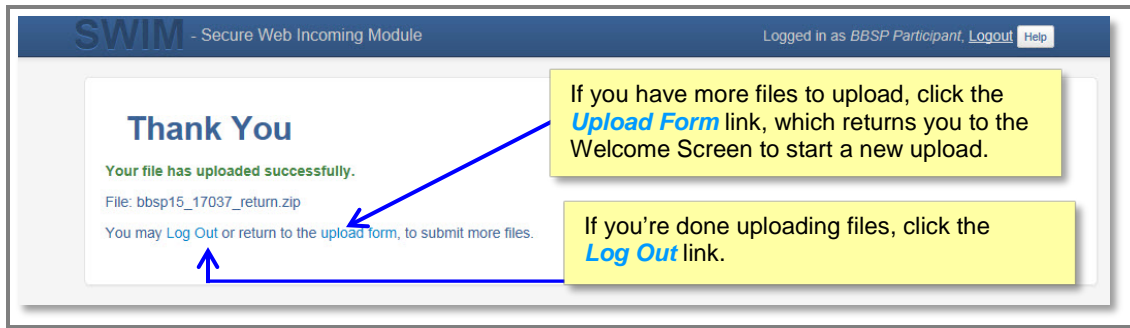 SWIM - Secure Web Incoming Module
Logged in as BBSP Participant, Logout Help
Thank You
Your file has uploaded successfully.
File: bbsp15_17037_return.zip
You may Log Out or return to the upload form, to submit more files.
If you have more files to upload, click the
Upload Form link, which returns you to the
Welcome Screen to start a new upload.
If you’re done uploading files, click the
Log Out link.